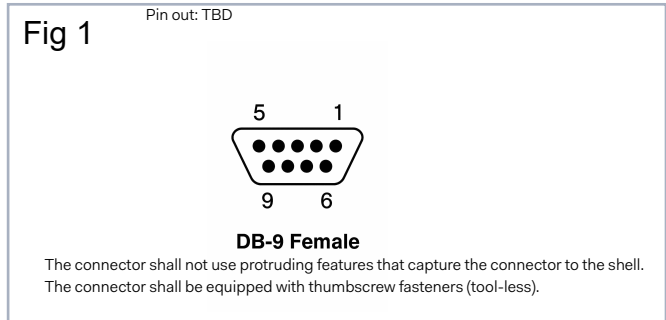 Fig 1
Pin out: TBD
5 1
9 6
DB-9 Female
The connector shall not use protruding features that capture the connector to the shell.
The connector shall be equipped with thumbscrew fasteners (tool-less).